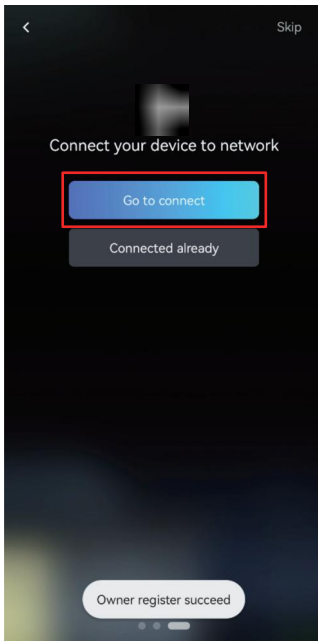 Skip
Connect your device to network
Go to connect
Connected already
Owner register succeed